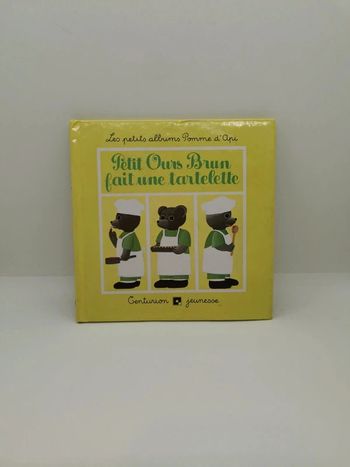 Les petits albums Pomme d'Api
Petit Ours Brun
fait une tartelette
Centurion jeunesse